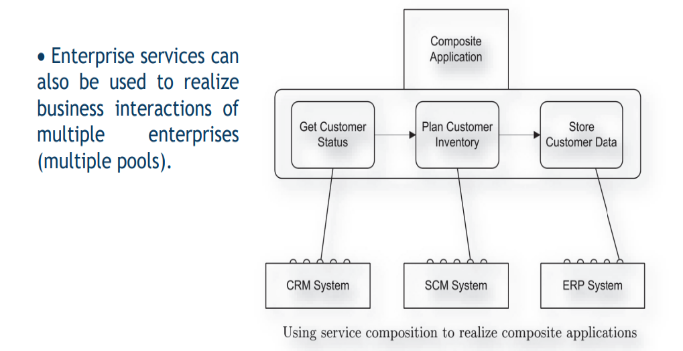 • Enterprise services can
also be used to realize
business interactions of
multiple enterprises
(multiple pools).
Composite
Application
Get Customer
Status
Plan Customer
Inventory
Store
Customer Data
CRM System
SCM System
ERP System
Using service composition to realize composite applications